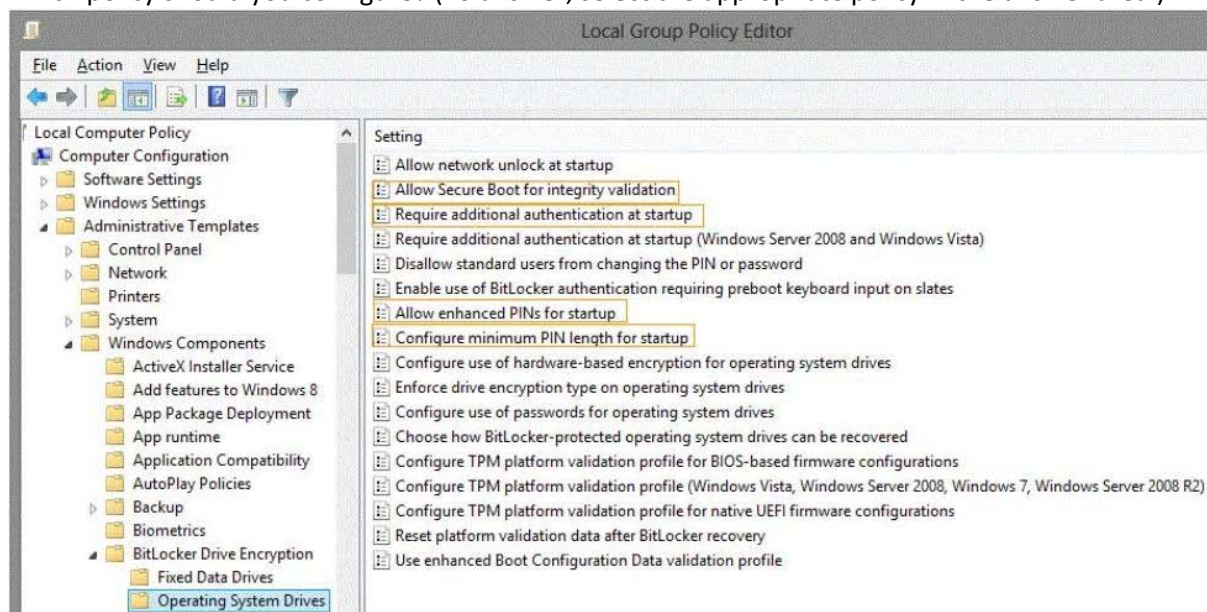 Local Group Policy Editor
File Action View Help
Local Computer Policy
Computer Configuration
Software Settings
Windows Settings
Administrative Templates
Control Panel
Network
Printers
System
Windows Components
ActiveX Installer Service
Add features to Windows 8
App Package Deployment
App runtime
Application Compatibility
AutoPlay Policies
Backup
Biometrics
BitLocker Drive Encryption
Fixed Data Drives
Operating System Drives
Setting
Allow network unlock at startup
Allow Secure Boot for integrity validation
Require additional authentication at startup
Require additional authentication at startup (Windows Server 2008 and Windows Vista)
Disallow standard users from changing the PIN or password
Enable use of BitLocker authentication requiring preboot keyboard input on slates
Allow enhanced PINs for startup
Configure minimum PIN length for startup
Configure use of hardware-based encryption for operating system drives
Enforce drive encryption type on operating system drives
Configure use of passwords for operating system drives
Choose how BitLocker-protected operating system drives can be recovered
Configure TPM platform validation profile for BIOS-based firmware configurations
Configure TPM platform validation profile (Windows Vista, Windows Server 2008, Windows 7, Windows Server 2008 R2)
Configure TPM platform validation profile for native UEFI firmware configurations
Reset platform validation data after BitLocker recovery
Use enhanced Boot Configuration Data validation profile